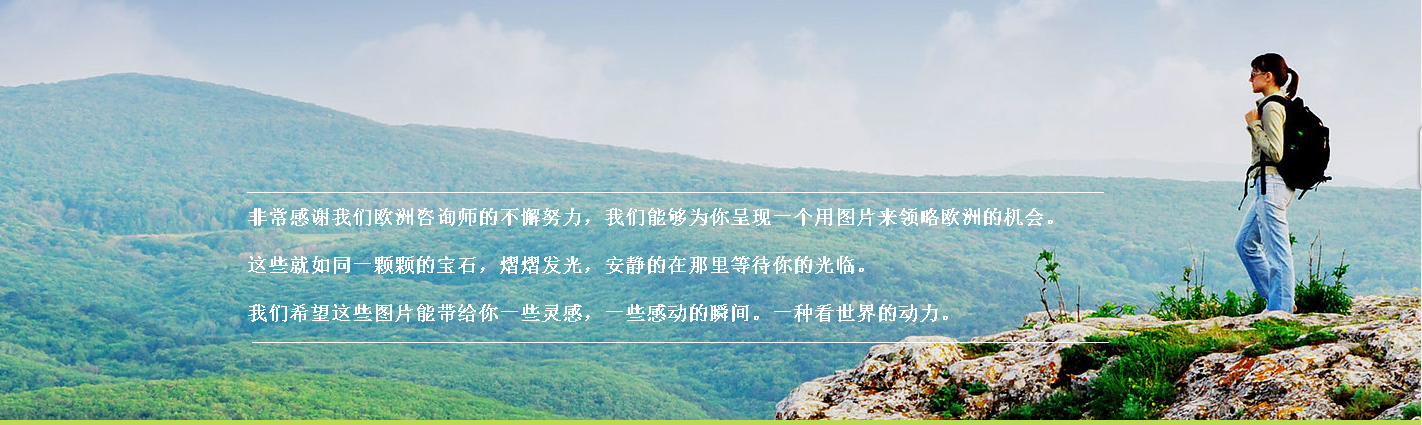 非常感谢我们欧洲咨询师的不懈努力，我们能够为你呈现一个用图片来领略欧洲的机会。
这些就如同一颗颗的宝石，熠熠发光，安静的在那里等待你的光临。
我们希望这些图片能带给你一些灵感，一些感动的瞬间。一种看世界的动力。